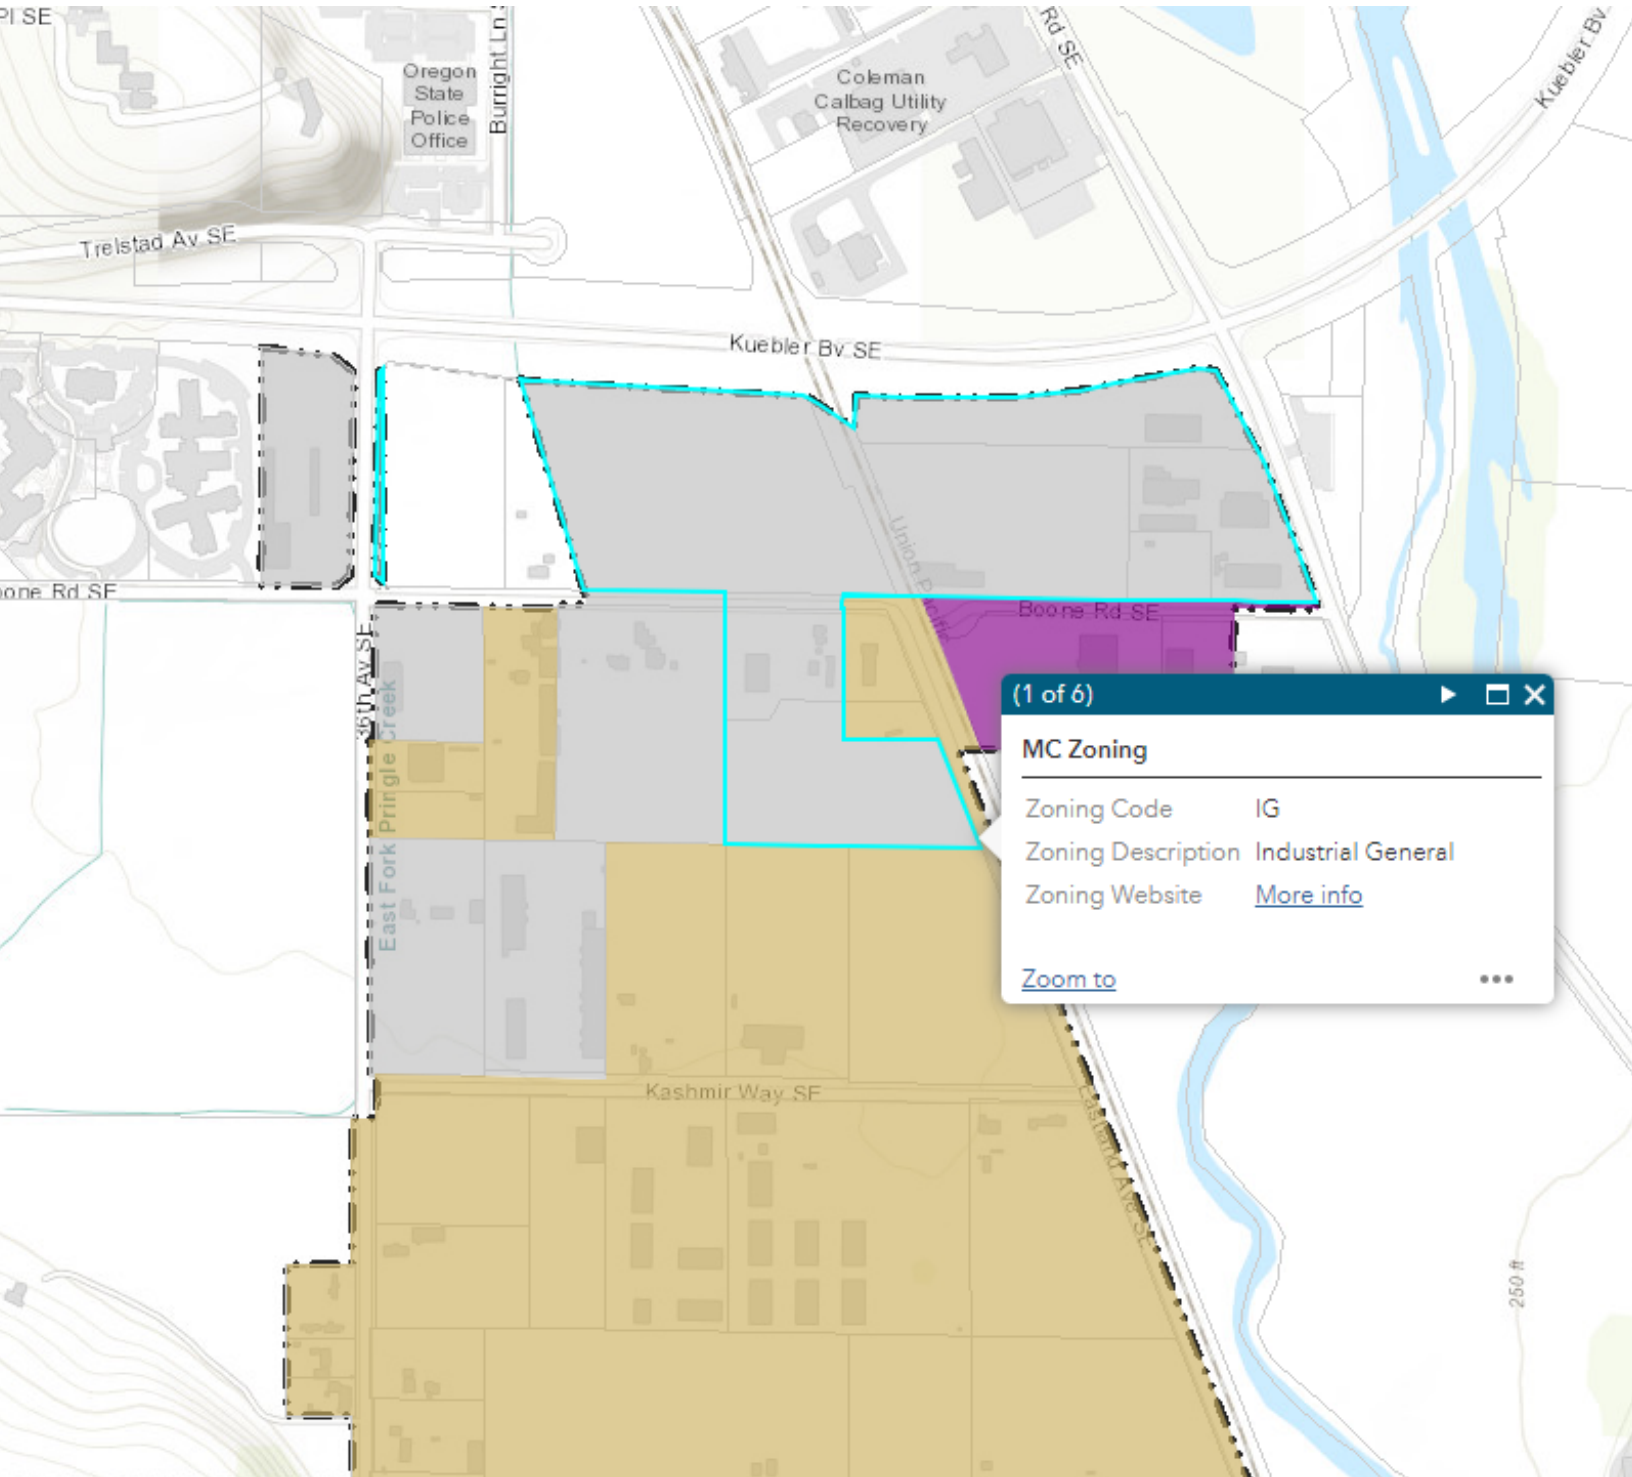 Pl SE
Oregon
State
Police
Office
Burright Ln S
Rd SE
Coleman
Calbag Utility
Recovery
Kuebler Bv
Trelstad Av SE
Kuebler Bv SE
Union Pacific
oone Rd SE
Boone Rd SE
36th Av SE
East Fork Pringle Creek
(1 of 6)
MC Zoning
Zoning Code IG
Zoning Description Industrial General
Zoning Website More info
Zoom to
Kashmir Way SE
Eastland Ave SE
250 ft